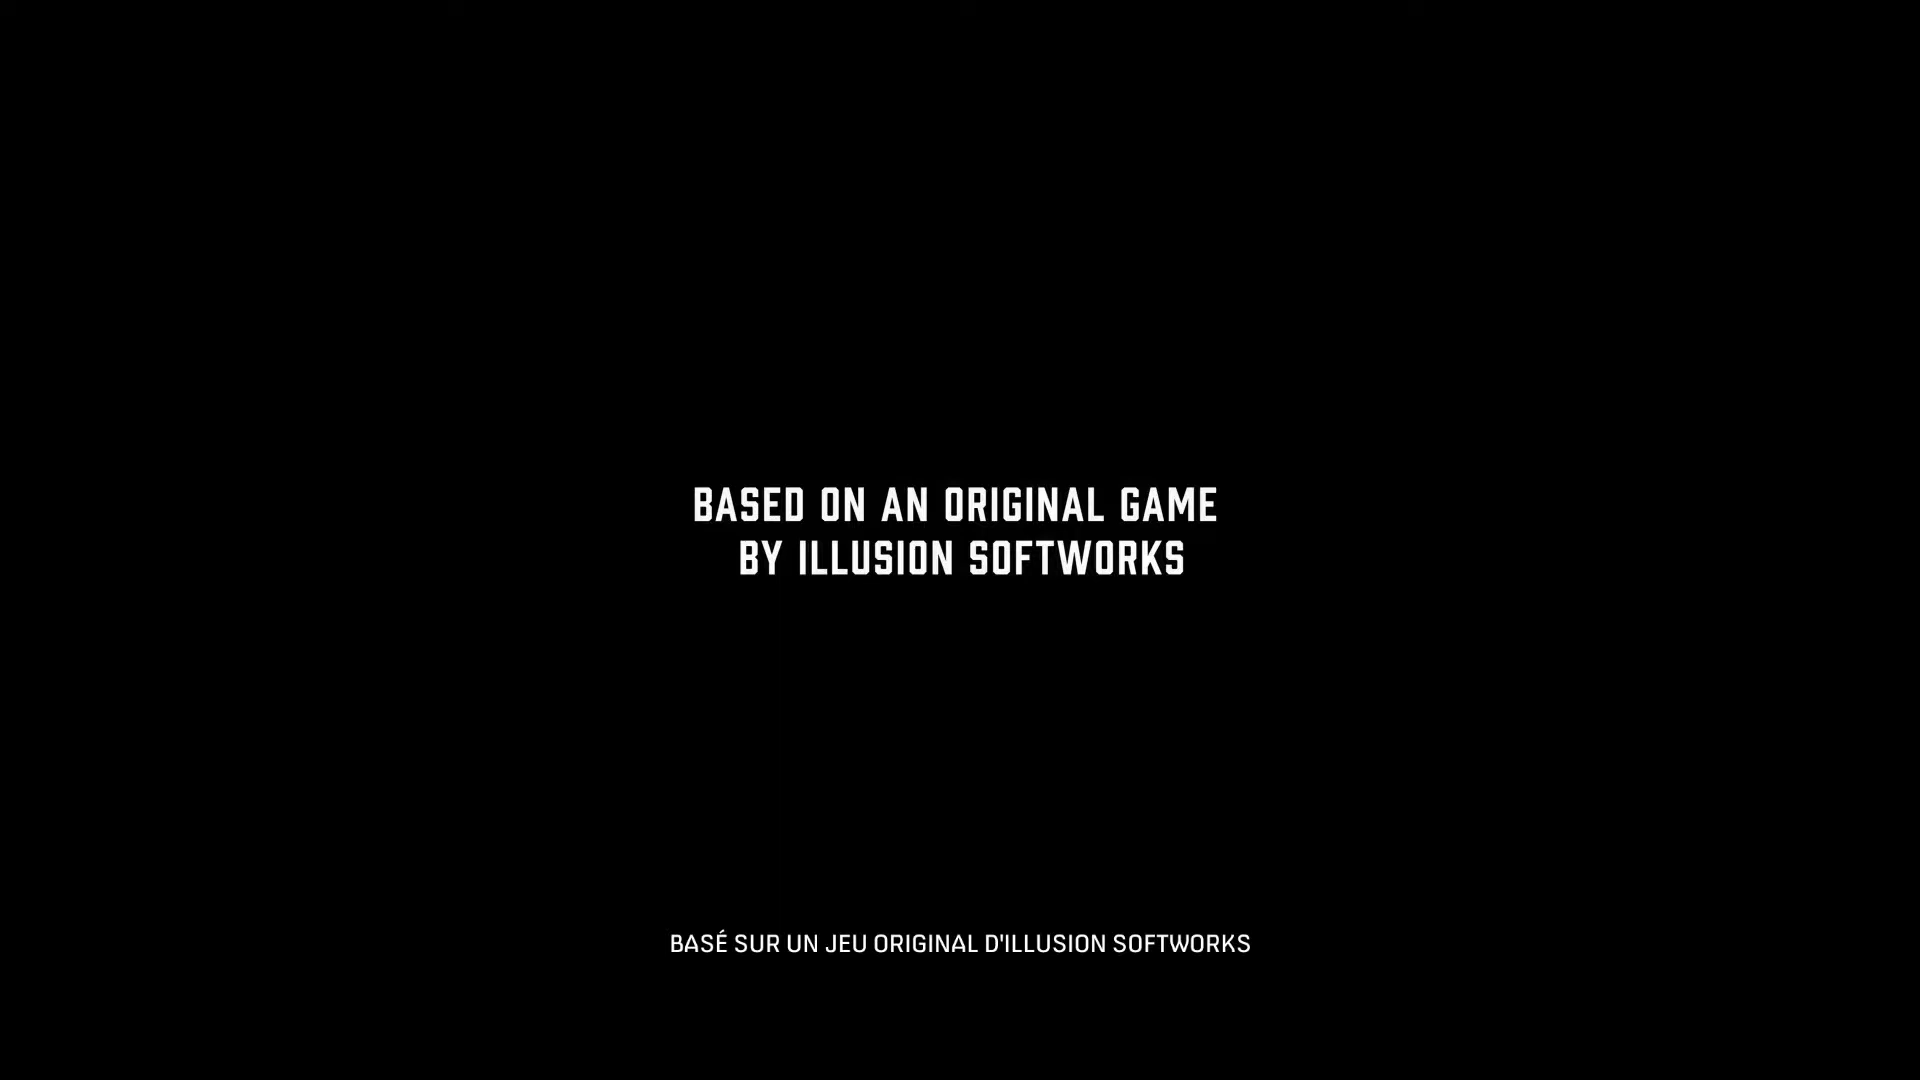 BASED ON AN ORIGINAL GAME
BY ILLUSION SOFTWORKS
BASÉ SUR UN JEU ORIGINAL D'ILLUSION SOFTWORKS